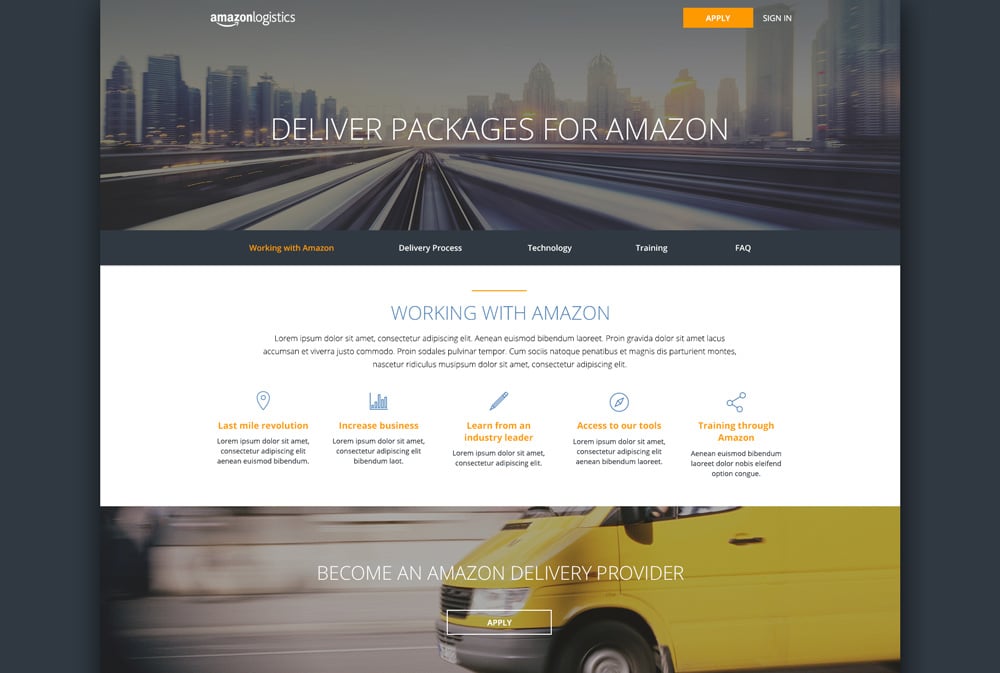 amazonlogistics
APPLY
SIGN IN
DELIVER PACKAGES FOR AMAZON
Working with Amazon
Delivery Process
Technology
Training
FAQ
WORKING WITH AMAZON
Lorem ipsum dolor sit amet, consectetur adipiscing elit. Aenean euismod bibendum laoreet. Proin gravida dolor sit amet lacus
accumsan et viverra justo commodo. Proin sodales pulvinar tempor. Cum sociis natoque penatibus et magnis dis parturient montes,
nascetur ridiculus musipsum dolor sit amet, consectetur adipiscing elit.
Last mile revolution
Lorem ipsum dolor sit amet,
consectetur adipiscing elit
aenean euismod bibendum.
Increase business
Lorem ipsum dolor sit amet,
consectetur adipiscing elit
bibendum laot.
Learn from an
industry leader
Lorem ipsum dolor sit amet,
consectetur adipiscing elit.
Access to our tools
Lorem ipsum dolor sit amet,
consectetur adipiscing elit
aenean bibendum laoreet.
Training through
Amazon
Aenean euismod bibendum
laoreet dolor nobis eleifend
option congue.
BECOME AN AMAZON DELIVERY PROVIDER
APPLY